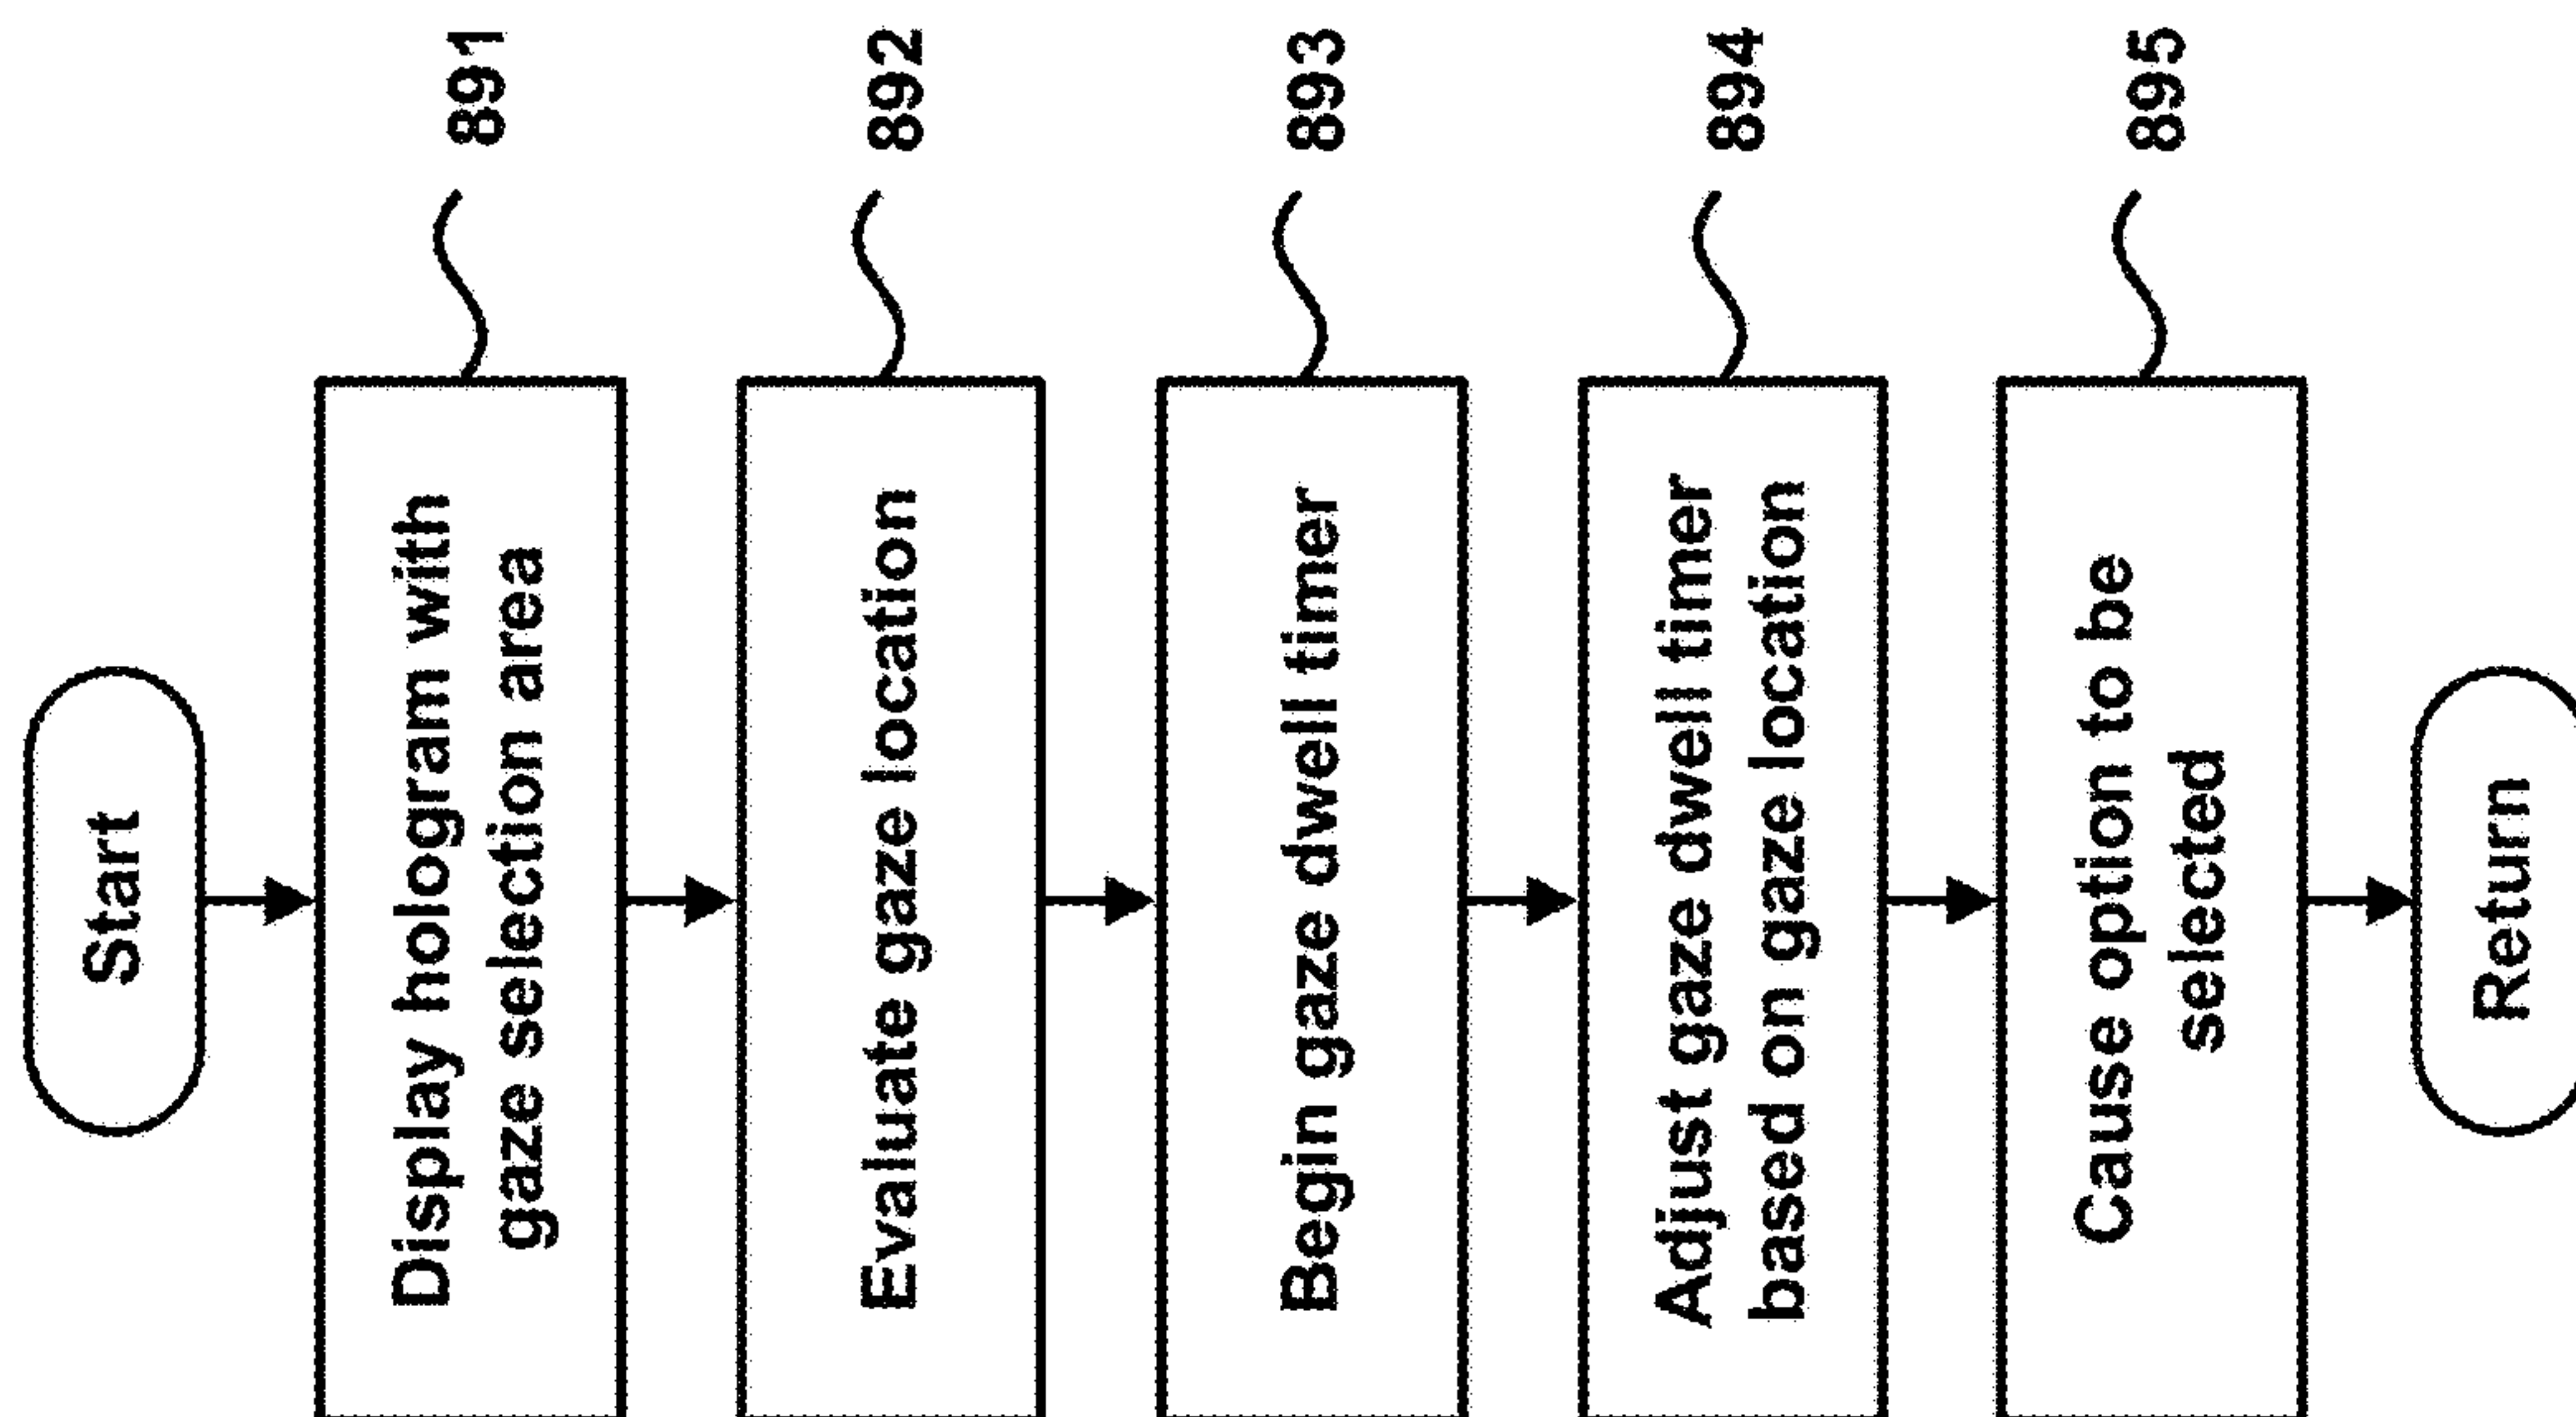 Start
Display hologram with
gaze selection area
891
Evaluate gaze location
892
Begin gaze dwell timer
893
Adjust gaze dwell timer
based on gaze location
894
Cause option to be
selected
895
Return